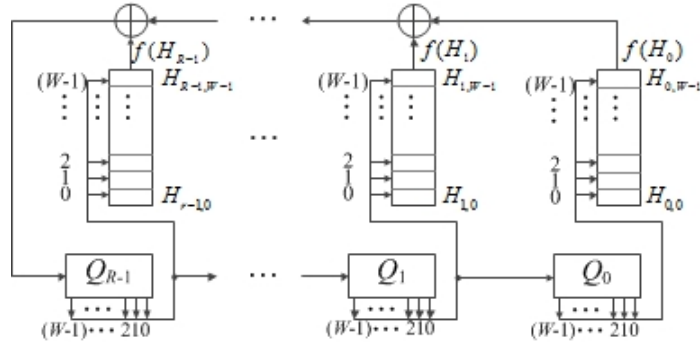 f(H_{R-1}) f(H_1) f(H_0)
(W-1) H_{R-1,W-1} (W-1) H_{1,W-1} (W-1) H_{0,W-1}
2 2 2
1 1 1
0 H_{r-1,0} 0 H_{1,0} 0 H_{0,0}
Q_{R-1} Q_1 Q_0
(W-1)··· 210 (W-1)··· 210 (W-1)··· 210